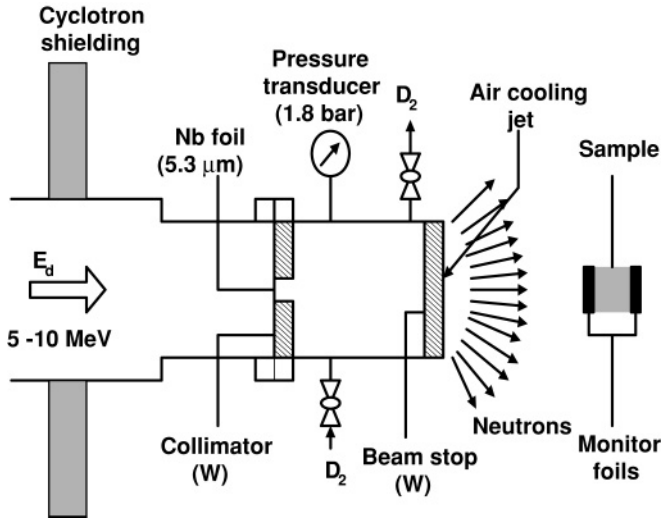 Cyclotron
shielding
Pressure
transducer
(1.8 bar)
D2
Air cooling
jet
Nb foil
(5.3 μm)
Sample
Ed
5 -10 MeV
Collimator
(W)
D2
Beam stop
(W)
Neutrons
Monitor
foils